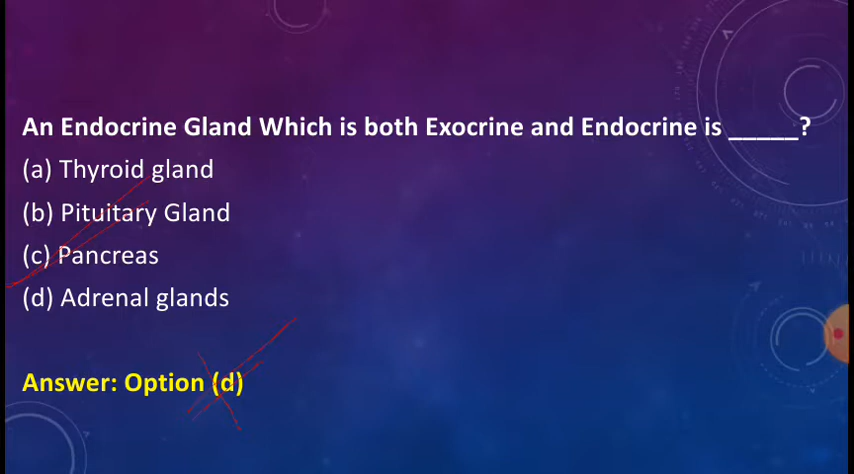 An Endocrine Gland Which is both Exocrine and Endocrine is _____?
(a) Thyroid gland
(b) Pituitary Gland
(c) Pancreas
(d) Adrenal glands
Answer: Option (d)